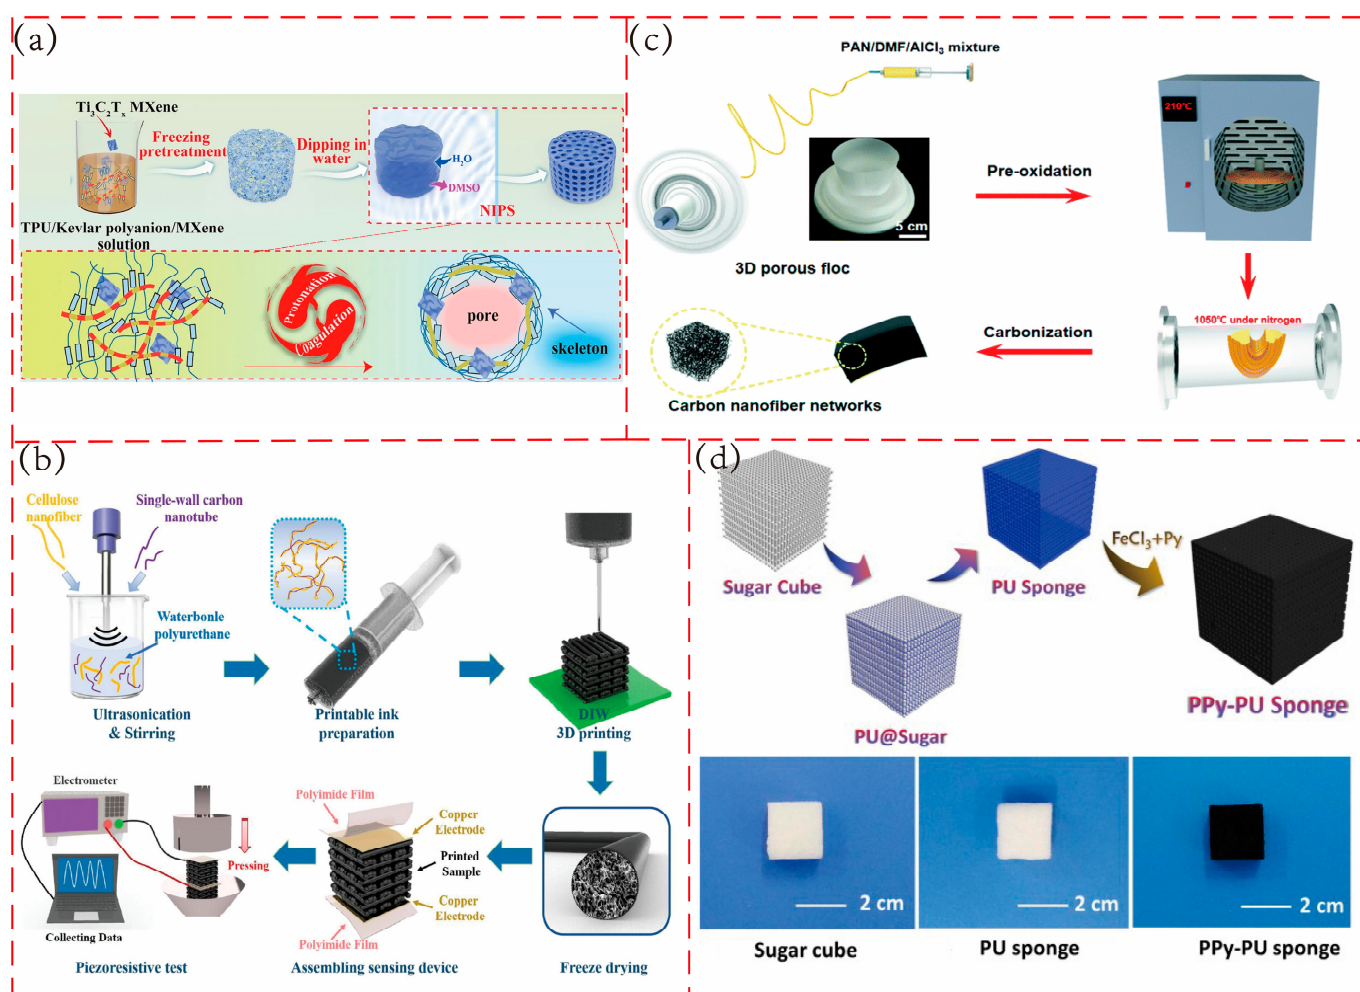 (a)
Ti3C2Tx MXene
Freezing
pretreatment
Dipping in
water
H2O
DMSO
NIPS
TPU/Kevlar polyanion/MXene
solution
Protonation
Coagulation
pore
skeleton
(c)
PAN/DMF/AlCl3 mixture
5 cm
3D porous floc
Pre-oxidation
210℃
1050℃ under nitrogen
Carbonization
Carbon nanofiber networks
(b)
Cellulose
nanofiber
Single-wall carbon
nanotube
Waterbonle
polyurethane
Ultrasonication
& Stirring
Printable ink
preparation
DIW
3D printing
Electrometer
Pressing
Collecting Data
Piezoresistive test
Polyimide Film
Copper
Electrode
Printed
Sample
Copper
Electrode
Polyimide Film
Assembling sensing device
Freeze drying
(d)
Sugar Cube
PU@Sugar
PU Sponge
FeCl3+Py
PPy-PU Sponge
2 cm
Sugar cube
2 cm
PU sponge
2 cm
PPy-PU sponge